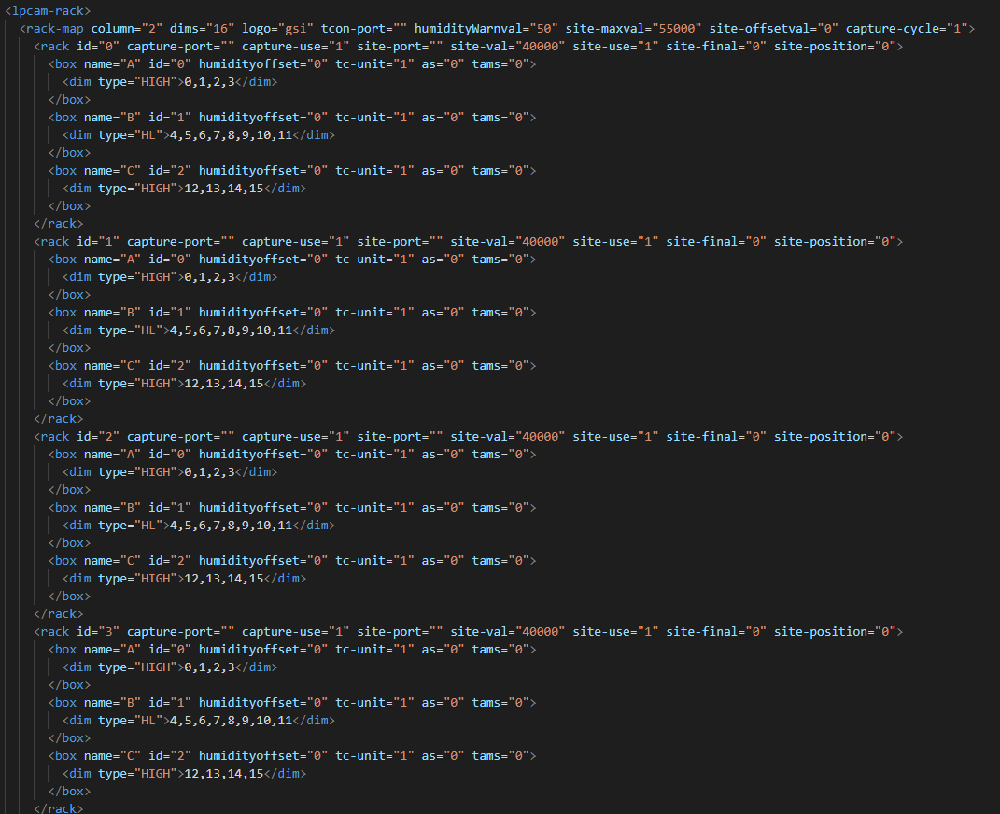 <lpcam-rack>
<rack-map column="2" dims="16" logo="gsi" tcon-port="" humidityWarnval="50" site-maxval="55000" site-offsetval="0" capture-cycle="1">
<rack id="0" capture-port="" capture-use="1" site-port="" site-val="40000" site-use="1" site-final="0" site-position="0">
<box name="A" id="0" humidityoffset="0" tc-unit="1" as="0" tams="0">
<dim type="HIGH">0,1,2,3</dim>
</box>
<box name="B" id="1" humidityoffset="0" tc-unit="1" as="0" tams="0">
<dim type="HL">4,5,6,7,8,9,10,11</dim>
</box>
<box name="C" id="2" humidityoffset="0" tc-unit="1" as="0" tams="0">
<dim type="HIGH">12,13,14,15</dim>
</box>
</rack>
<rack id="1" capture-port="" capture-use="1" site-port="" site-val="40000" site-use="1" site-final="0" site-position="0">
<box name="A" id="0" humidityoffset="0" tc-unit="1" as="0" tams="0">
<dim type="HIGH">0,1,2,3</dim>
</box>
<box name="B" id="1" humidityoffset="0" tc-unit="1" as="0" tams="0">
<dim type="HL">4,5,6,7,8,9,10,11</dim>
</box>
<box name="C" id="2" humidityoffset="0" tc-unit="1" as="0" tams="0">
<dim type="HIGH">12,13,14,15</dim>
</box>
</rack>
<rack id="2" capture-port="" capture-use="1" site-port="" site-val="40000" site-use="1" site-final="0" site-position="0">
<box name="A" id="0" humidityoffset="0" tc-unit="1" as="0" tams="0">
<dim type="HIGH">0,1,2,3</dim>
</box>
<box name="B" id="1" humidityoffset="0" tc-unit="1" as="0" tams="0">
<dim type="HL">4,5,6,7,8,9,10,11</dim>
</box>
<box name="C" id="2" humidityoffset="0" tc-unit="1" as="0" tams="0">
<dim type="HIGH">12,13,14,15</dim>
</box>
</rack>
<rack id="3" capture-port="" capture-use="1" site-port="" site-val="40000" site-use="1" site-final="0" site-position="0">
<box name="A" id="0" humidityoffset="0" tc-unit="1" as="0" tams="0">
<dim type="HIGH">0,1,2,3</dim>
</box>
<box name="B" id="1" humidityoffset="0" tc-unit="1" as="0" tams="0">
<dim type="HL">4,5,6,7,8,9,10,11</dim>
</box>
<box name="C" id="2" humidityoffset="0" tc-unit="1" as="0" tams="0">
<dim type="HIGH">12,13,14,15</dim>
</box>
</rack>